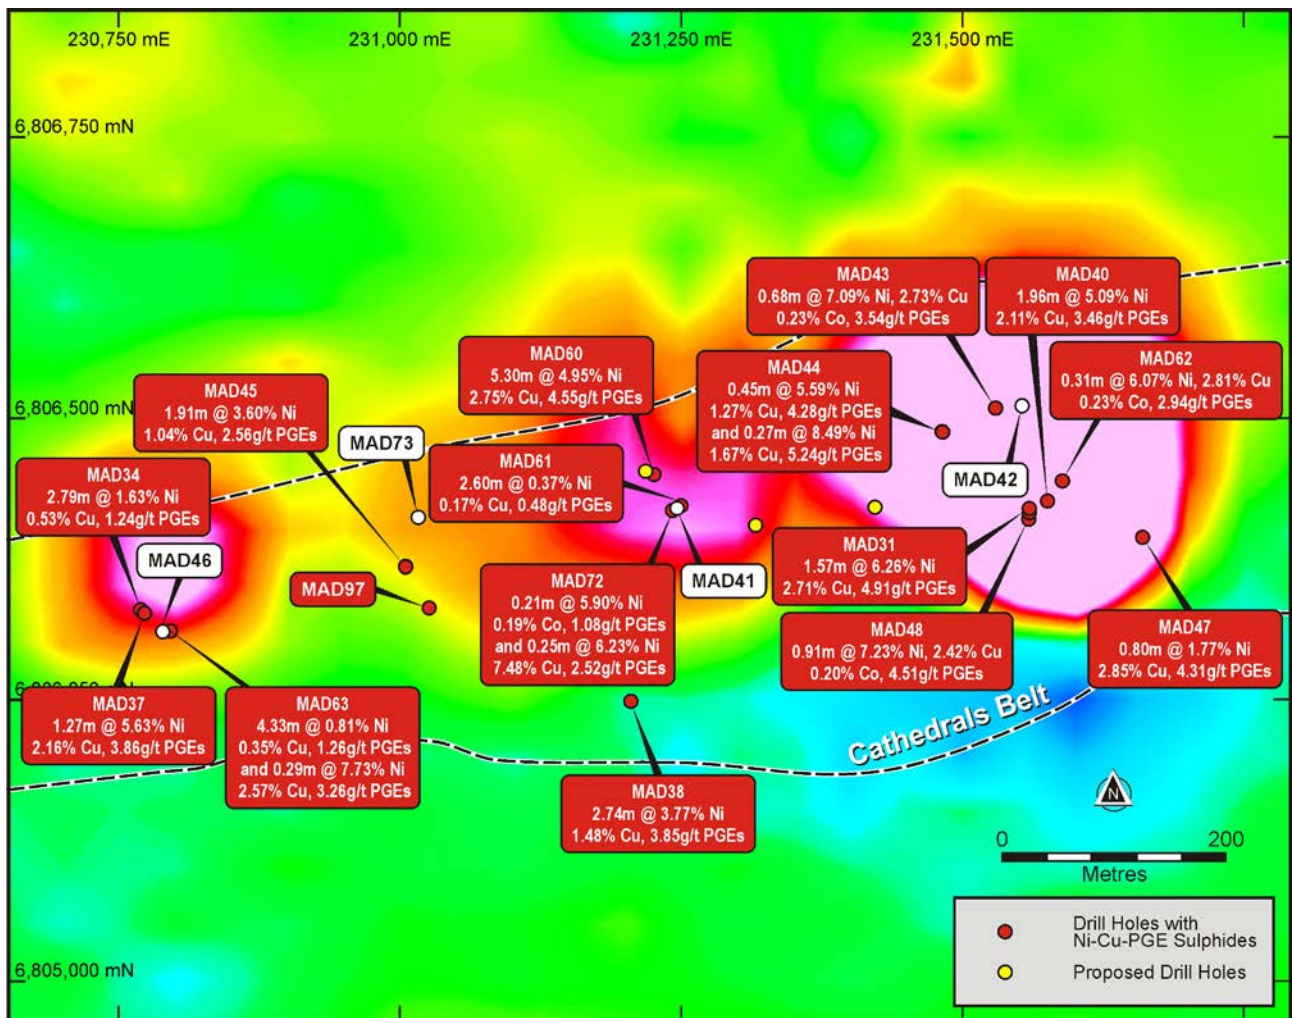 230,750 mE
231,000 mE
231,250 mE
231,500 mE
6,806,750 mN
MAD43
0.68m @ 7.09% Ni, 2.73% Cu
0.23% Co, 3.54g/t PGEs
MAD40
1.96m @ 5.09% Ni
2.11% Cu, 3.46g/t PGEs
MAD60
5.30m @ 4.95% Ni
2.75% Cu, 4.55g/t PGEs
MAD44
0.45m @ 5.59% Ni
1.27% Cu, 4.28g/t PGEs
and 0.27m @ 8.49% Ni
1.67% Cu, 5.24g/t PGEs
MAD62
0.31m @ 6.07% Ni, 2.81% Cu
0.23% Co, 2.94g/t PGEs
MAD45
1.91m @ 3.60% Ni
1.04% Cu, 2.56g/t PGEs
6,806,500 mN
MAD73
MAD34
2.79m @ 1.63% Ni
0.53% Cu, 1.24g/t PGEs
MAD61
2.60m @ 0.37% Ni
0.17% Cu, 0.48g/t PGEs
MAD42
MAD46
MAD97
MAD72
0.21m @ 5.90% Ni
0.19% Co, 1.08g/t PGEs
and 0.25m @ 6.23% Ni
7.48% Cu, 2.52g/t PGEs
MAD41
MAD31
1.57m @ 6.26% Ni
2.71% Cu, 4.91g/t PGEs
MAD48
0.91m @ 7.23% Ni, 2.42% Cu
0.20% Co, 4.51g/t PGEs
MAD47
0.80m @ 1.77% Ni
2.85% Cu, 4.31g/t PGEs
MAD37
1.27m @ 5.63% Ni
2.16% Cu, 3.86g/t PGEs
MAD63
4.33m @ 0.81% Ni
0.35% Cu, 1.26g/t PGEs
and 0.29m @ 7.73% Ni
2.57% Cu, 3.26g/t PGEs
Cathedrals Belt
MAD38
2.74m @ 3.77% Ni
1.48% Cu, 3.85g/t PGEs
N
0 200
Metres
Drill Holes with
Ni-Cu-PGE Sulphides
Proposed Drill Holes
6,805,000 mN